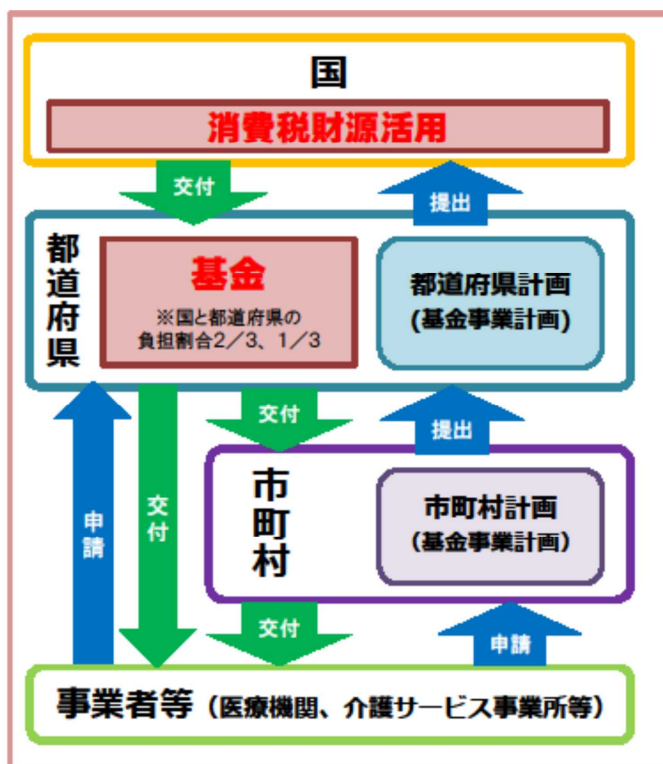 国
消費税財源活用
交付
提出
都道府県
基金
※国と都道府県の
負担割合2/3、1/3
都道府県計画
(基金事業計画)
申請
交付
交付
提出
市町村
市町村計画
(基金事業計画)
交付
申請
事業者等(医療機関、介護サービス事業所等)